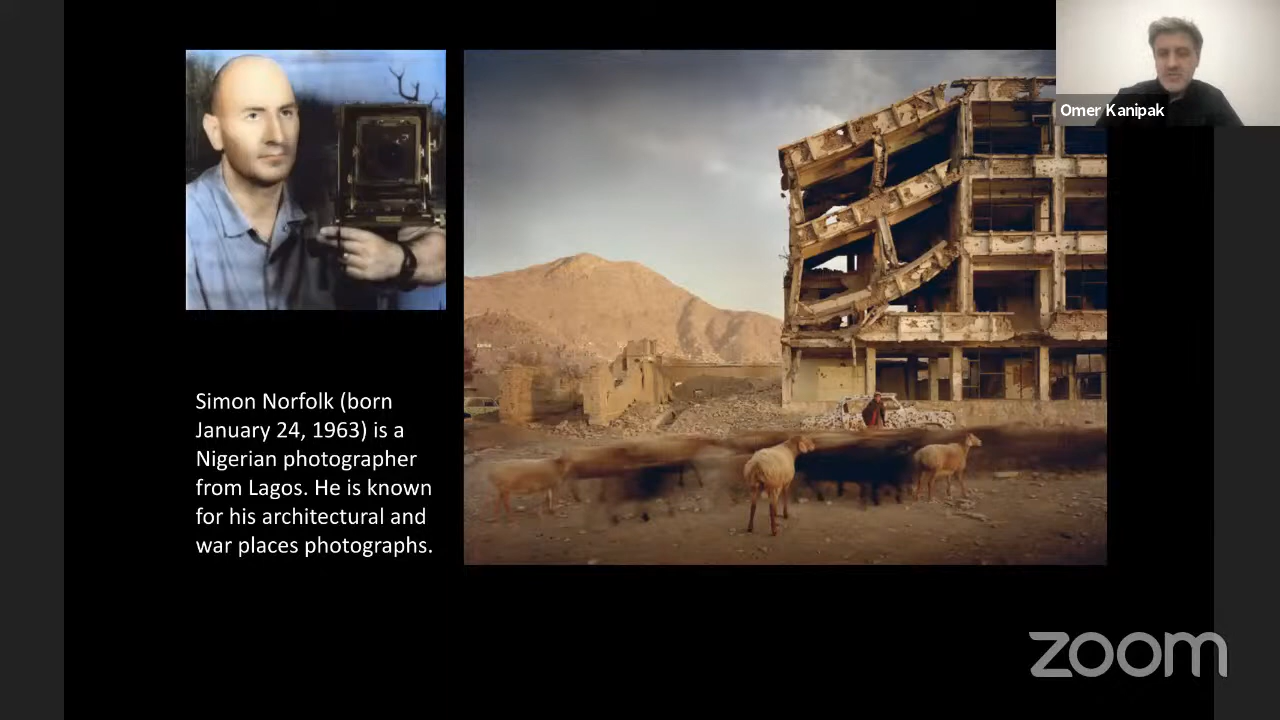 Omer Kanipak
Simon Norfolk (born
January 24, 1963) is a
Nigerian photographer
from Lagos. He is known
for his architectural and
war places photographs.
zoom